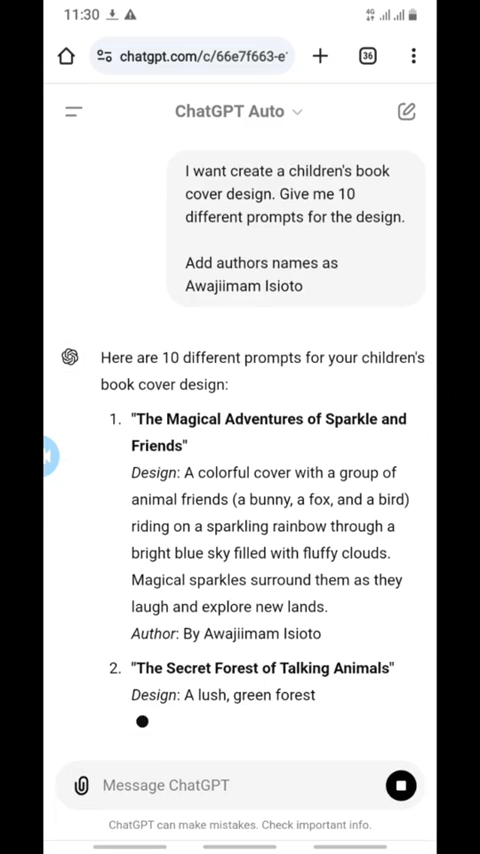 11:30
4G
chatgpt.com/c/66e7f663-e
36
ChatGPT Auto
I want create a children's book
cover design. Give me 10
different prompts for the design.
Add authors names as
Awajiimam Isioto
Here are 10 different prompts for your children's
book cover design:
1. "The Magical Adventures of Sparkle and
Friends"
Design: A colorful cover with a group of
animal friends (a bunny, a fox, and a bird)
riding on a sparkling rainbow through a
bright blue sky filled with fluffy clouds.
Magical sparkles surround them as they
laugh and explore new lands.
Author: By Awajiimam Isioto
2. "The Secret Forest of Talking Animals"
Design: A lush, green forest
Message ChatGPT
ChatGPT can make mistakes. Check important info.